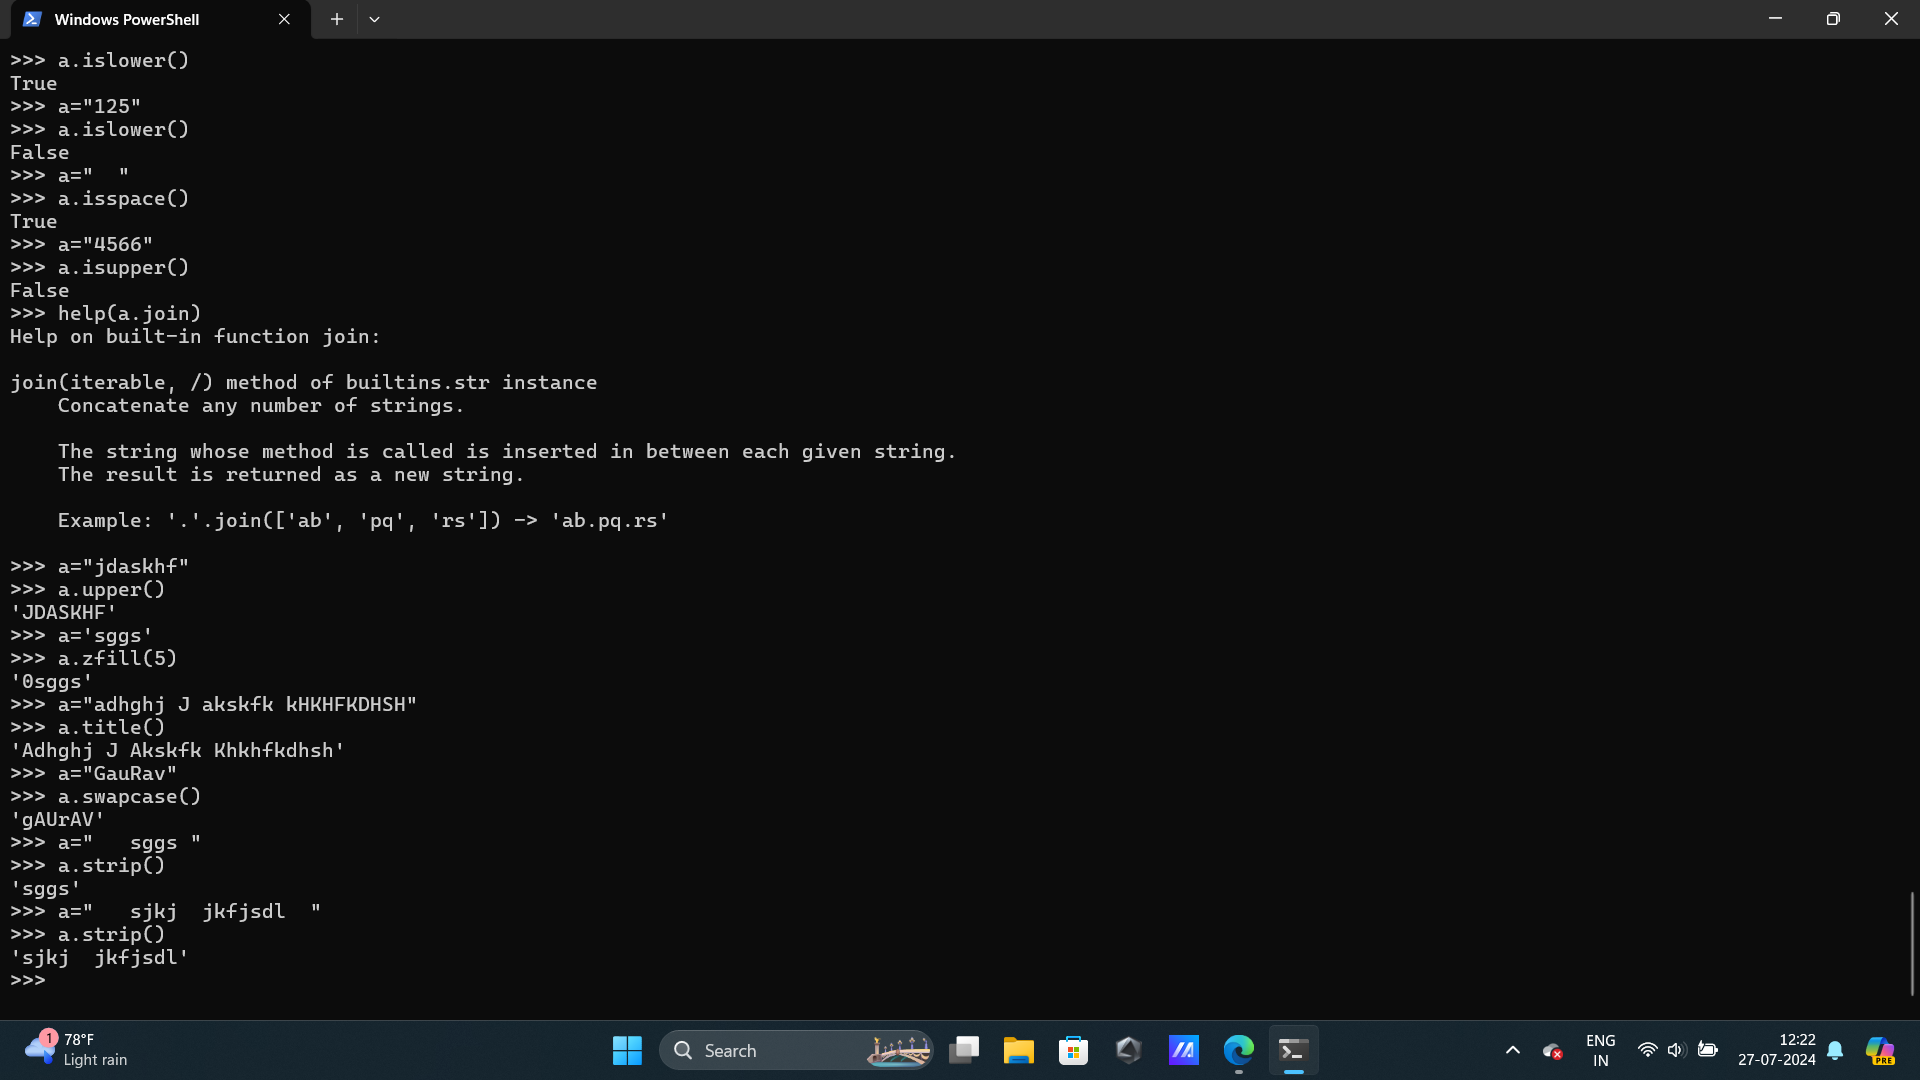 Windows PowerShell
>>> a.islower()
True
>>> a="125"
>>> a.islower()
False
>>> a="  "
>>> a.isspace()
True
>>> a="4566"
>>> a.isupper()
False
>>> help(a.join)
Help on built-in function join:
join(iterable, /) method of builtins.str instance
    Concatenate any number of strings.
    The string whose method is called is inserted in between each given string.
    The result is returned as a new string.
    Example: '.'.join(['ab', 'pq', 'rs']) -> 'ab.pq.rs'
>>> a="jdaskhf"
>>> a.upper()
'JDASKHF'
>>> a='sggs'
>>> a.zfill(5)
'0sggs'
>>> a="adhghj J akskfk kHKHFKDHSH"
>>> a.title()
'Adhghj J Akskfk Khkhfkdhsh'
>>> a="GauRav"
>>> a.swapcase()
'gAUrAV'
>>> a="   sggs "
>>> a.strip()
'sggs'
>>> a="   sjkj  jkfjsdl  "
>>> a.strip()
'sjkj  jkfjsdl'
>>>
1
78°F
Light rain
Search
ENG
IN
12:22
27-07-2024
PRE